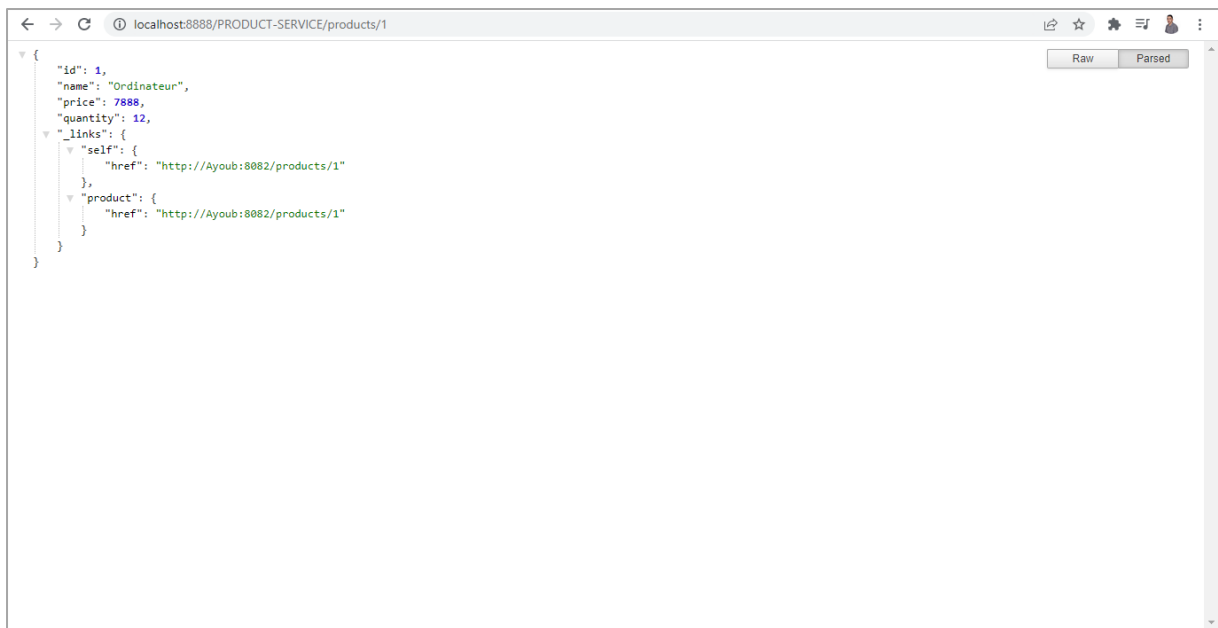 localhost:8888/PRODUCT-SERVICE/products/1
Raw Parsed
{
"id": 1,
"name": "Ordinateur",
"price": 7888,
"quantity": 12,
"_links": {
"self": {
"href": "http://Ayoub:8082/products/1"
},
"product": {
"href": "http://Ayoub:8082/products/1"
}
}
}